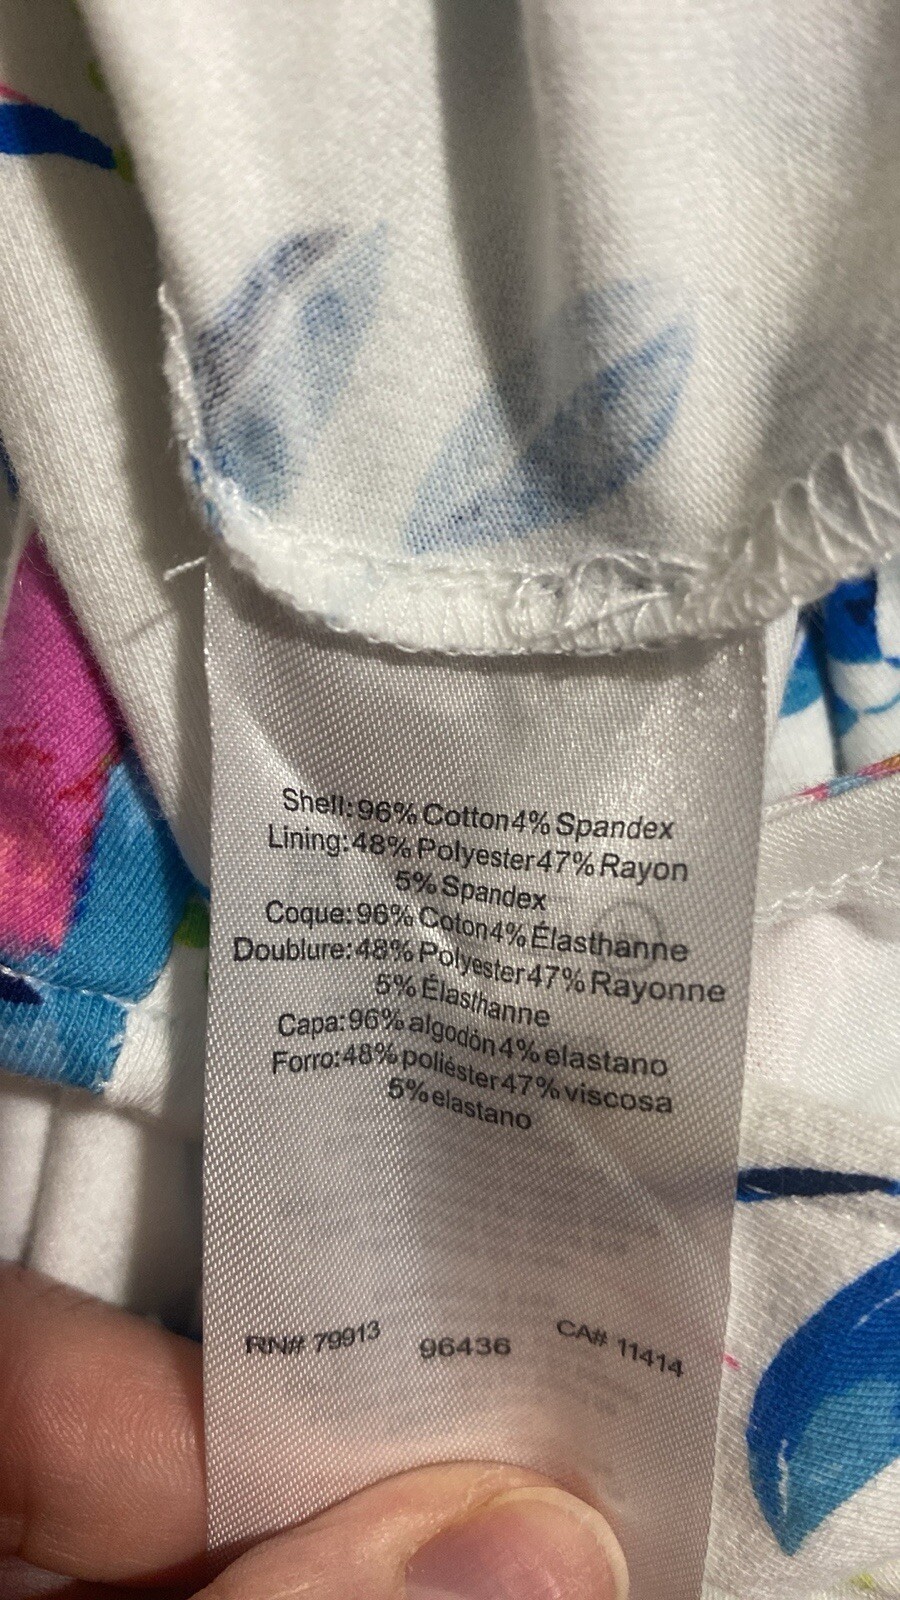 Shell:96% Cotton4% Spandex
Lining:48% Polyester47% Rayon
5% Spandex
Coque:96% Coton4% Élasthanne
Doublure:48% Polyester47% Rayonne
5% Élasthanne
Capa:96% algodón4% elastano
Forro:48% poliéster47% viscosa
5% elastano
RN# 79913 96436 CA# 11414